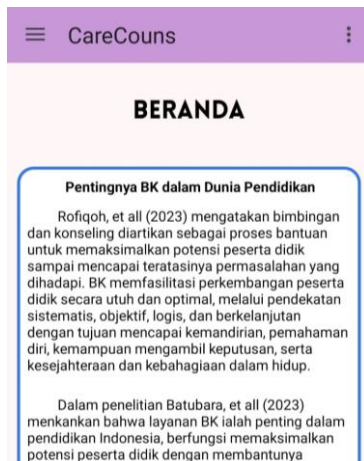 CareCouns
BERANDA
Pentingnya BK dalam Dunia Pendidikan
Rofiqoh, et all (2023) mengatakan bimbingan
dan konseling diartikan sebagai proses bantuan
untuk memaksimalkan potensi peserta didik
sampai mencapai teratasinya permasalahan yang
dihadapi. BK memfasilitasi perkembangan peserta
didik secara utuh dan optimal, melalui pendekatan
sistematis, objektif, logis, dan berkelanjutan
dengan tujuan mencapai kemandirian, pemahaman
diri, kemampuan mengambil keputusan, serta
kesejahteraan dan kebahagiaan dalam hidup.
Dalam penelitian Batubara, et all (2023)
menkankan bahwa layanan BK ialah penting dalam
pendidikan Indonesia, berfungsi memaksimalkan
potensi peserta didik dengan membantunya